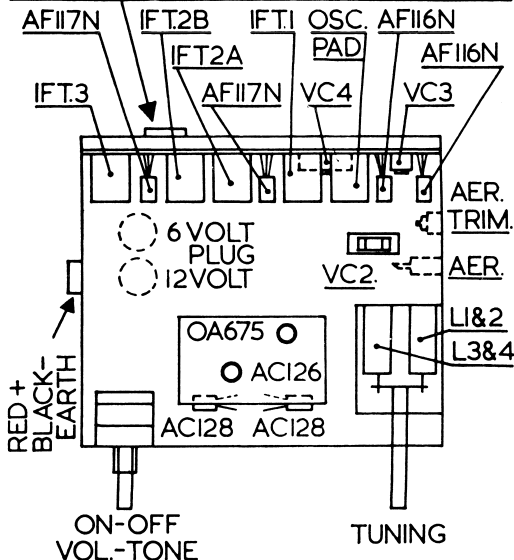 AF117N IFT.2B IFT.1 OSC. PAD AF116N
IFT2A AF116N
IFT.3 AF117N VC4 VC3
AER. TRIM.
6 VOLT
PLUG
12 VOLT
VC2. AER.
L1&2
OA675
L3&4
AC126
RED +
BLACK-
EARTH
AC128 AC128
ON-OFF
VOL.-TONE
TUNING